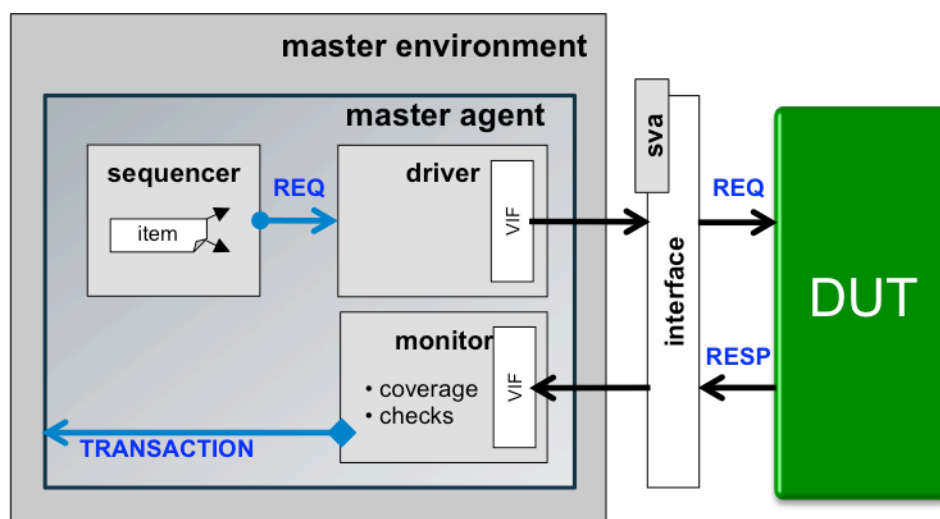 master environment
master agent
sequencer
item
REQ
driver
VIF
sva
interface
REQ
RESP
DUT
monitor
• coverage
• checks
VIF
TRANSACTION